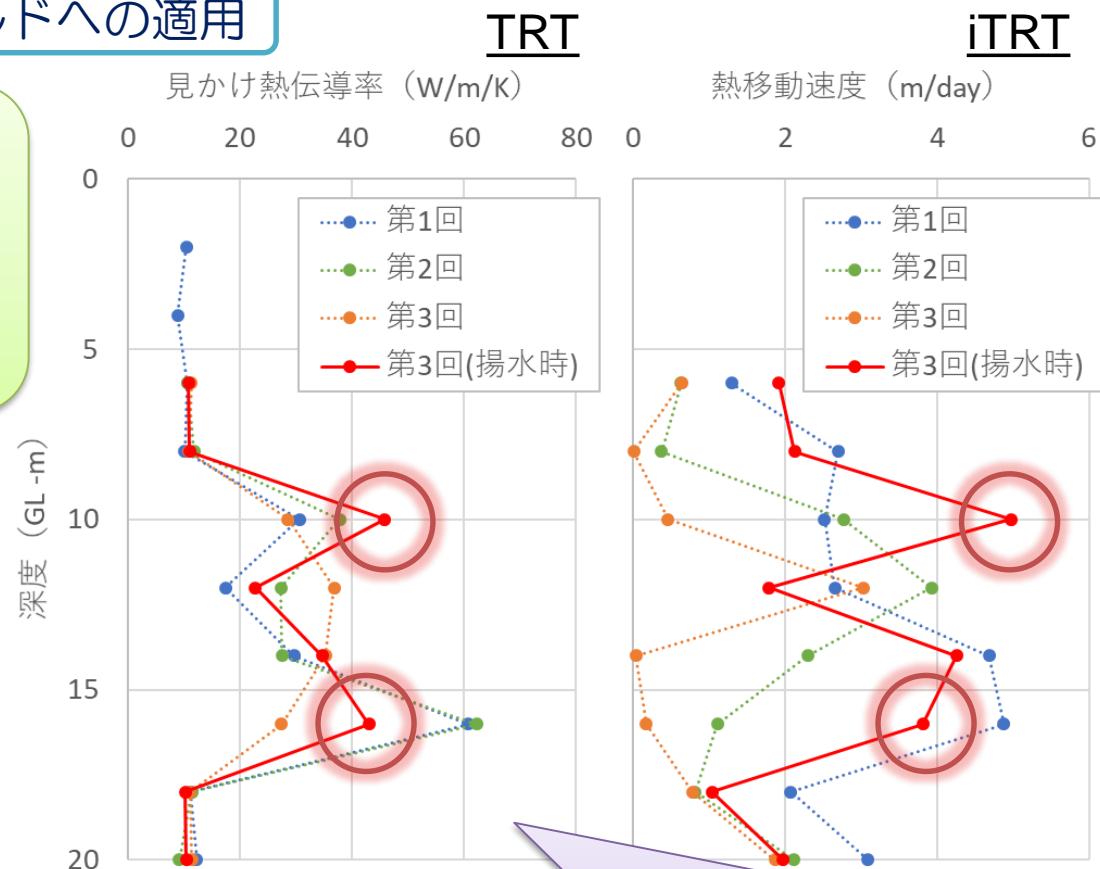 ドへの適用
TRT
iTRT
見かけ熱伝導率（W/m/K）
熱移動速度（m/day）
0 20 40 60 80
0 2 4 6
0
5
10
15
20
深度（GL -m）
第1回
第2回
第3回
第3回(揚水時)
第1回
第2回
第3回
第3回(揚水時)